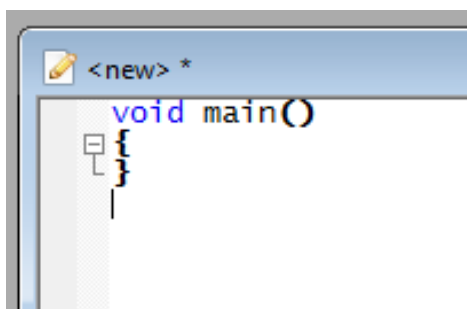 <new> *
void main()
{
}